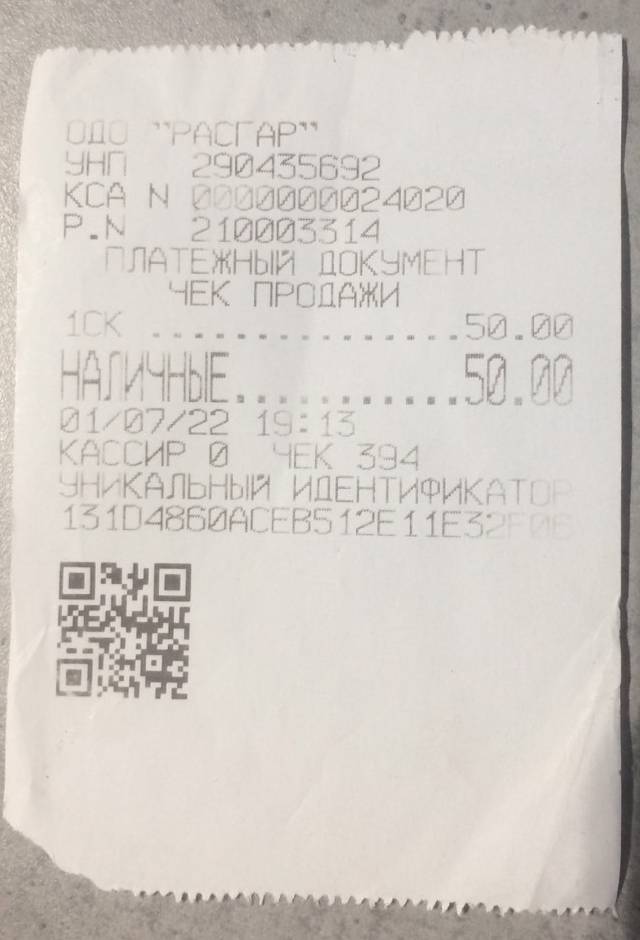 ОДО "РАСГАР"
УНП 290435692
КСА N 0000000024020
Р.N 210003314
ПЛАТЕЖНЫЙ ДОКУМЕНТ
ЧЕК ПРОДАЖИ
1СК ................50.00
НАЛИЧНЫЕ...........50.00
01/07/22 19:13
КАССИР 0 ЧЕК 394
УНИКАЛЬНЫЙ ИДЕНТИФИКАТОР
131D4860ACEB512E11E32F06